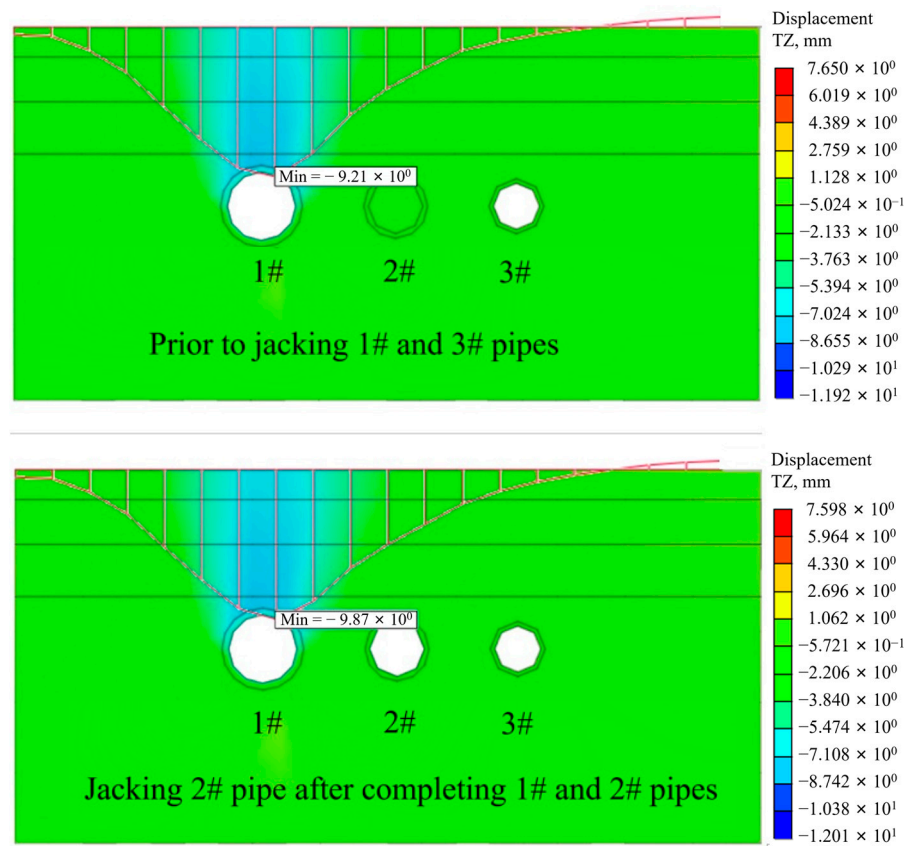 Displacement
TZ, mm
7.650 × 10⁰
6.019 × 10⁰
4.389 × 10⁰
2.759 × 10⁰
1.128 × 10⁰
−5.024 × 10⁻¹
−2.133 × 10⁰
−3.763 × 10⁰
−5.394 × 10⁰
−7.024 × 10⁰
−8.655 × 10⁰
−1.029 × 10¹
−1.192 × 10¹
Min = − 9.21 × 10⁰
1# 2# 3#
Prior to jacking 1# and 3# pipes
Displacement
TZ, mm
7.598 × 10⁰
5.964 × 10⁰
4.330 × 10⁰
2.696 × 10⁰
1.062 × 10⁰
−5.721 × 10⁻¹
−2.206 × 10⁰
−3.840 × 10⁰
−5.474 × 10⁰
−7.108 × 10⁰
−8.742 × 10⁰
−1.038 × 10¹
−1.201 × 10¹
Min = − 9.87 × 10⁰
1# 2# 3#
Jacking 2# pipe after completing 1# and 2# pipes